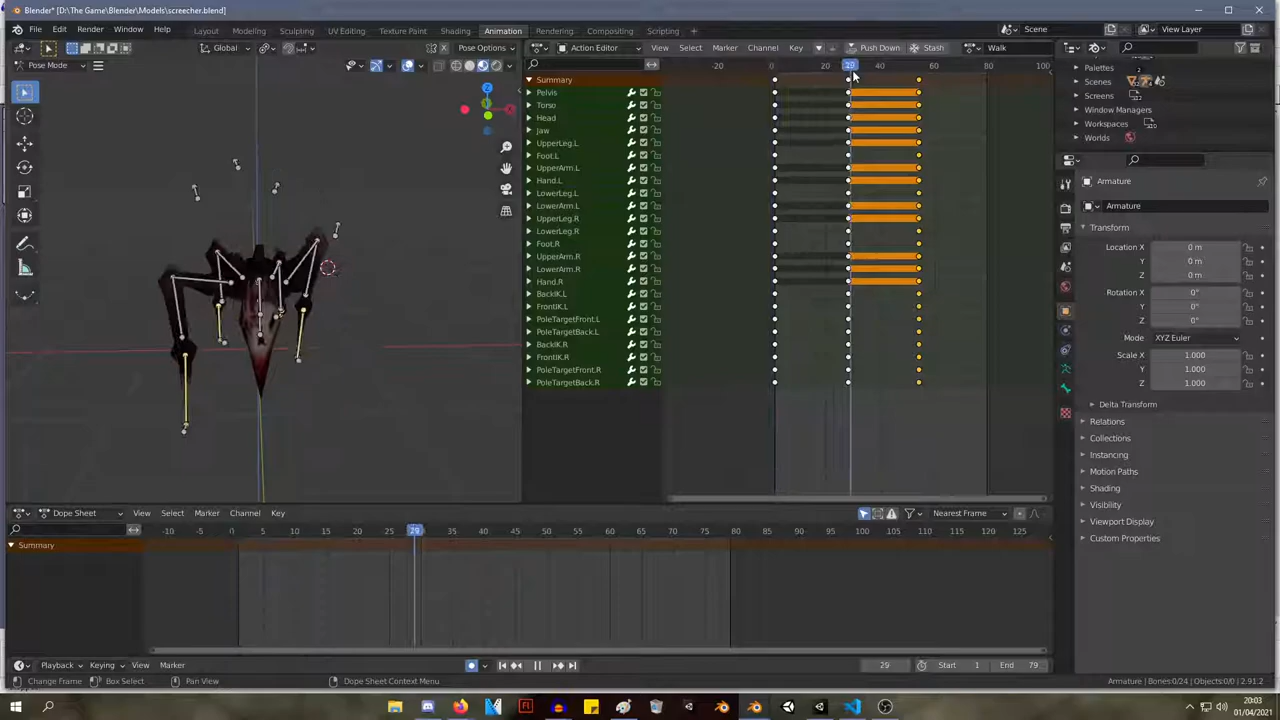 Blender* [D:\The Game\Blender\Models\screecher.blend]
File Edit Render Window Help Layout Modeling Sculpting UV Editing Texture Paint Shading Animation Rendering Compositing Scripting Scene View Layer
Global Pose Options Action Editor View Select Marker Channel Key Push Down Stash Walk
Pose Mode
-20 0 20 29 60 80 100
Summary
Pelvis
Torso
Head
Jaw
UpperLeg.L
Foot.L
UpperArm.L
Hand.L
LowerLeg.L
LowerArm.L
UpperLeg.R
LowerLeg.R
Foot.R
UpperArm.R
LowerArm.R
Hand.R
BackIK.L
FrontIK.L
PoleTargetFront.L
PoleTargetBack.L
BackIK.R
FrontIK.R
PoleTargetFront.R
PoleTargetBack.R
Palettes
Scenes
Screens
Window Managers
Workspaces
Worlds
Armature
Armature
Transform
Location X 0 m
Y 0 m
Z 0 m
Rotation X 0°
Y 0°
Z 0°
Mode XYZ Euler
Scale X 1.000
Y 1.000
Z 1.000
Delta Transform
Relations
Collections
Instancing
Motion Paths
Shading
Visibility
Viewport Display
Custom Properties
Dope Sheet View Select Marker Channel Key Nearest Frame
-10 -5 0 5 10 15 20 25 29 35 40 45 50 55 60 65 70 75 80 85 90 95 100 105 110 115 120 125
Summary
Playback Keying View Marker 29 Start 1 End 79
Change Frame Box Select Pan View Dope Sheet Context Menu Armature | Bones:0/24 | Objects:0/0 | 2.91.2
20:03
01/04/2021